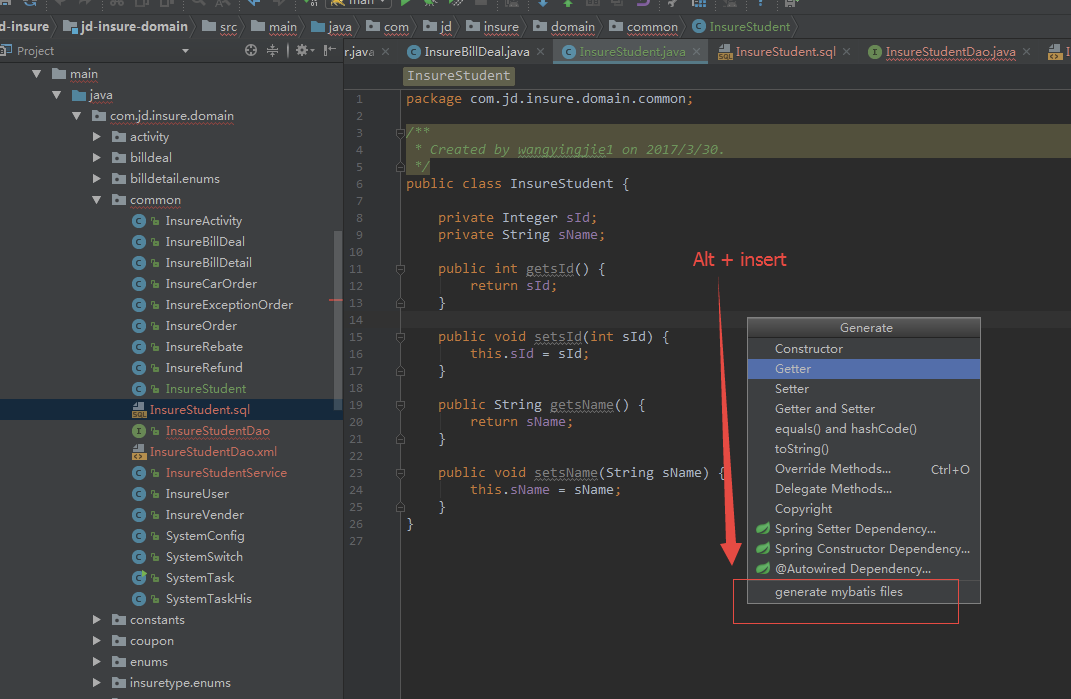 main
d-insure jd-insure-domain src main java com jd insure domain common InsureStudent
Project
r.java InsureBillDeal.java InsureStudent.java InsureStudent.sql InsureStudentDao.java
main
java
com.jd.insure.domain
activity
billdeal
billdetail.enums
common
InsureActivity
InsureBillDeal
InsureBillDetail
InsureCarOrder
InsureExceptionOrder
InsureOrder
InsureRebate
InsureRefund
InsureStudent
InsureStudent.sql
InsureStudentDao
InsureStudentDao.xml
InsureStudentService
InsureUser
InsureVendor
SystemConfig
SystemSwitch
SystemTask
SystemTaskHis
constants
coupon
enums
insuretype.enums
InsureStudent
1 package com.jd.insure.domain.common;
2
3 /**
4 * Created by wangyingjie1 on 2017/3/30.
5 */
6 public class InsureStudent {
7
8 private Integer sId;
9 private String sName;
10
11 public int getsId() {
12 return sId;
13 }
14
15 public void setsId(int sId) {
16 this.sId = sId;
17 }
18
19 public String getsName() {
20 return sName;
21 }
22
23 public void setsName(String sName) {
24 this.sName = sName;
25 }
26 }
27
Alt + insert
Generate
Constructor
Getter
Setter
Getter and Setter
equals() and hashCode()
toString()
Override Methods... Ctrl+O
Delegate Methods...
Copyright
Spring Setter Dependency...
Spring Constructor Dependency...
@Autowired Dependency...
generate mybatis files